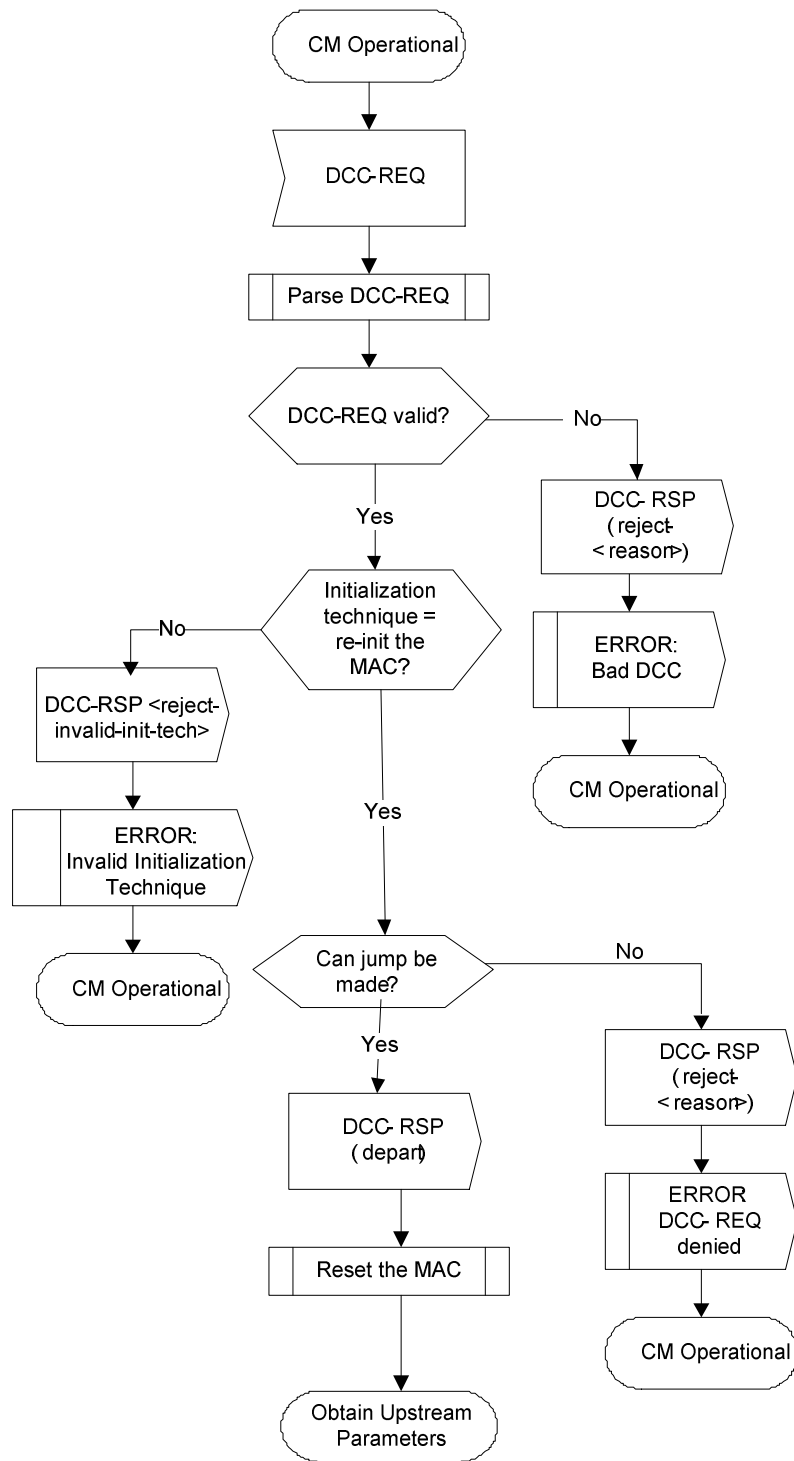 CM Operational
DCC-REQ
Parse DCC-REQ
DCC-REQ valid?
No
DCC- RSP
(reject-
<reason>)
Yes
Initialization
technique =
re-init the
MAC?
No
ERROR:
Bad DCC
DCC-RSP <reject-
invalid-init-tech>
CM Operational
Yes
ERROR:
Invalid Initialization
Technique
CM Operational
Can jump be
made?
No
Yes
DCC- RSP
(reject-
<reason>)
DCC- RSP
(depart)
ERROR
DCC- REQ
denied
Reset the MAC
CM Operational
Obtain Upstream
Parameters